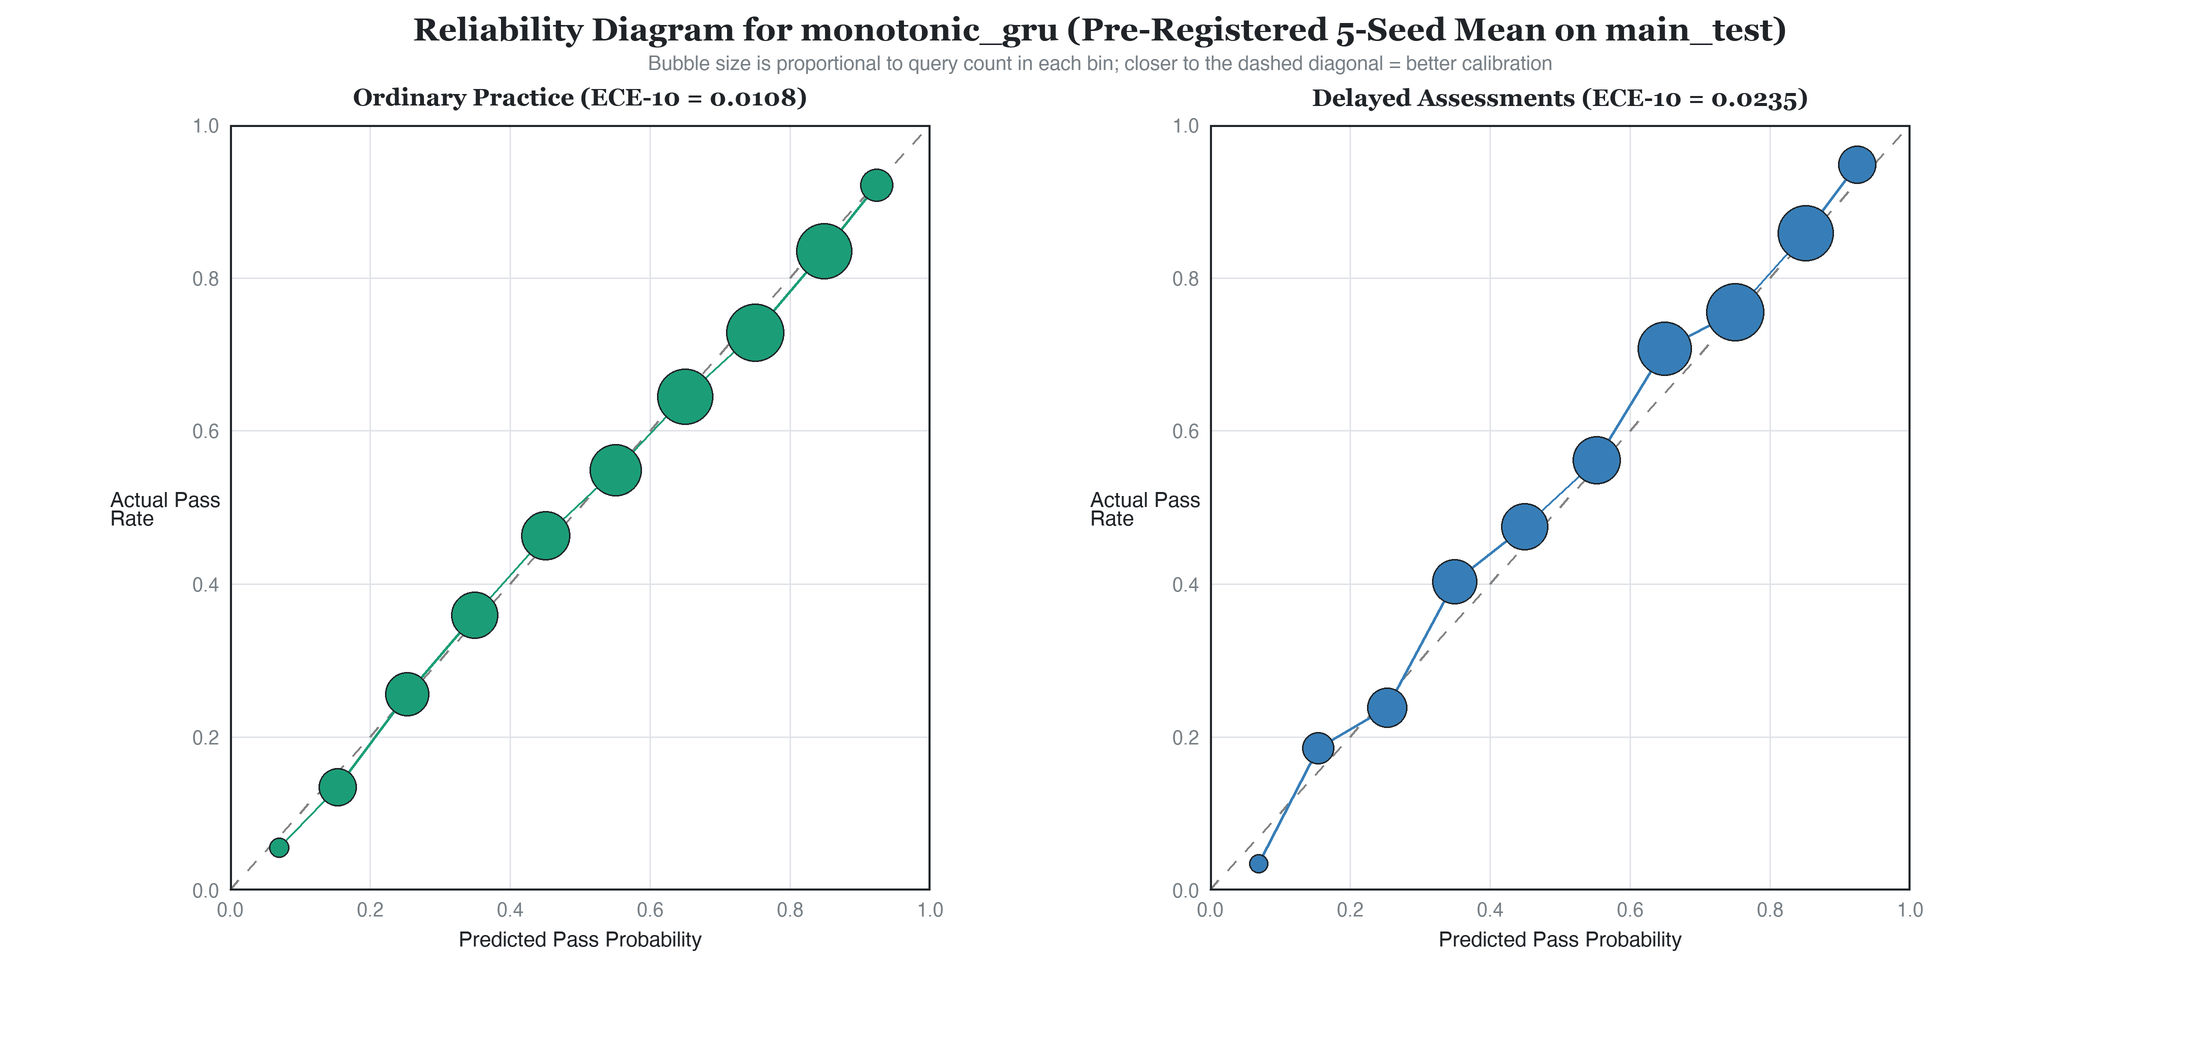 Reliability Diagram for monotonic_gru (Pre-Registered 5-Seed Mean on main_test)
Bubble size is proportional to query count in each bin; closer to the dashed diagonal = better calibration
Ordinary Practice (ECE-10 = 0.0108)
1.0
0.8
0.6
Actual Pass
Rate
0.4
0.2
0.0
0.0 0.2 0.4 0.6 0.8 1.0
Predicted Pass Probability
Delayed Assessments (ECE-10 = 0.0235)
1.0
0.8
0.6
Actual Pass
Rate
0.4
0.2
0.0
0.0 0.2 0.4 0.6 0.8 1.0
Predicted Pass Probability